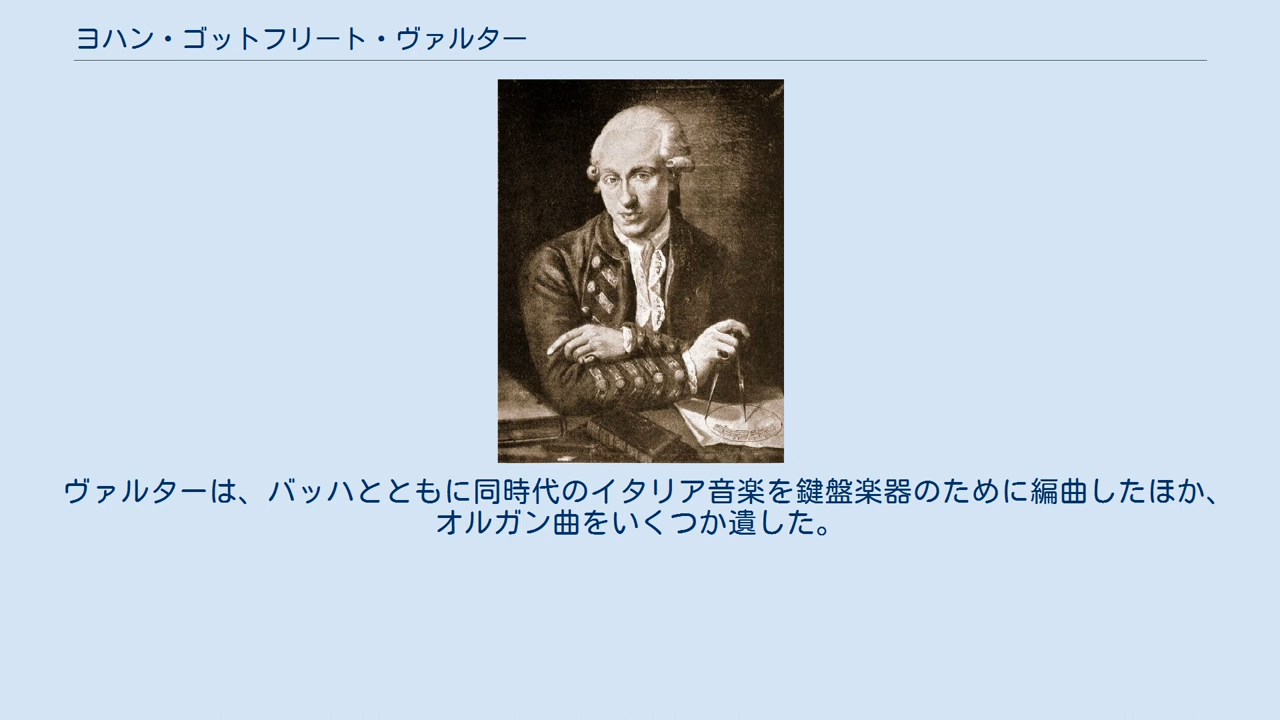 ヨハン・ゴットフリート・ヴァルター
ヴァルターは、バッハとともに同時代のイタリア音楽を鍵盤楽器のために編曲したほか、
オルガン曲をいくつか遺した。